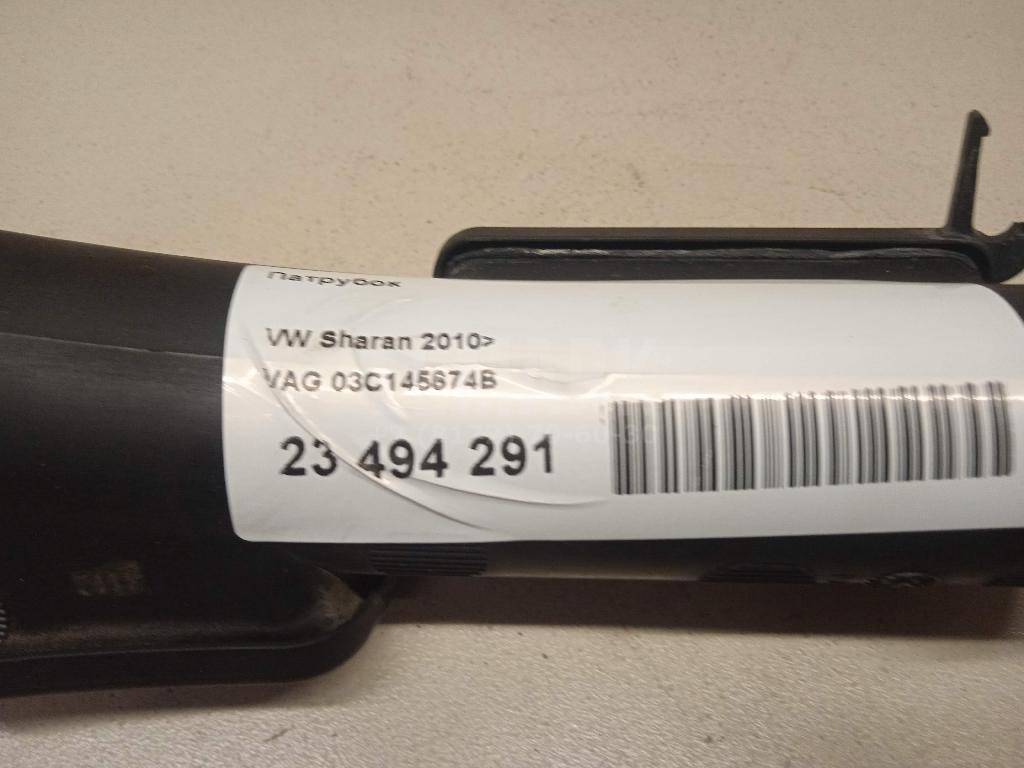 Патрубок
VW Sharan 2010>
VAG 03C145674B
23 494 291